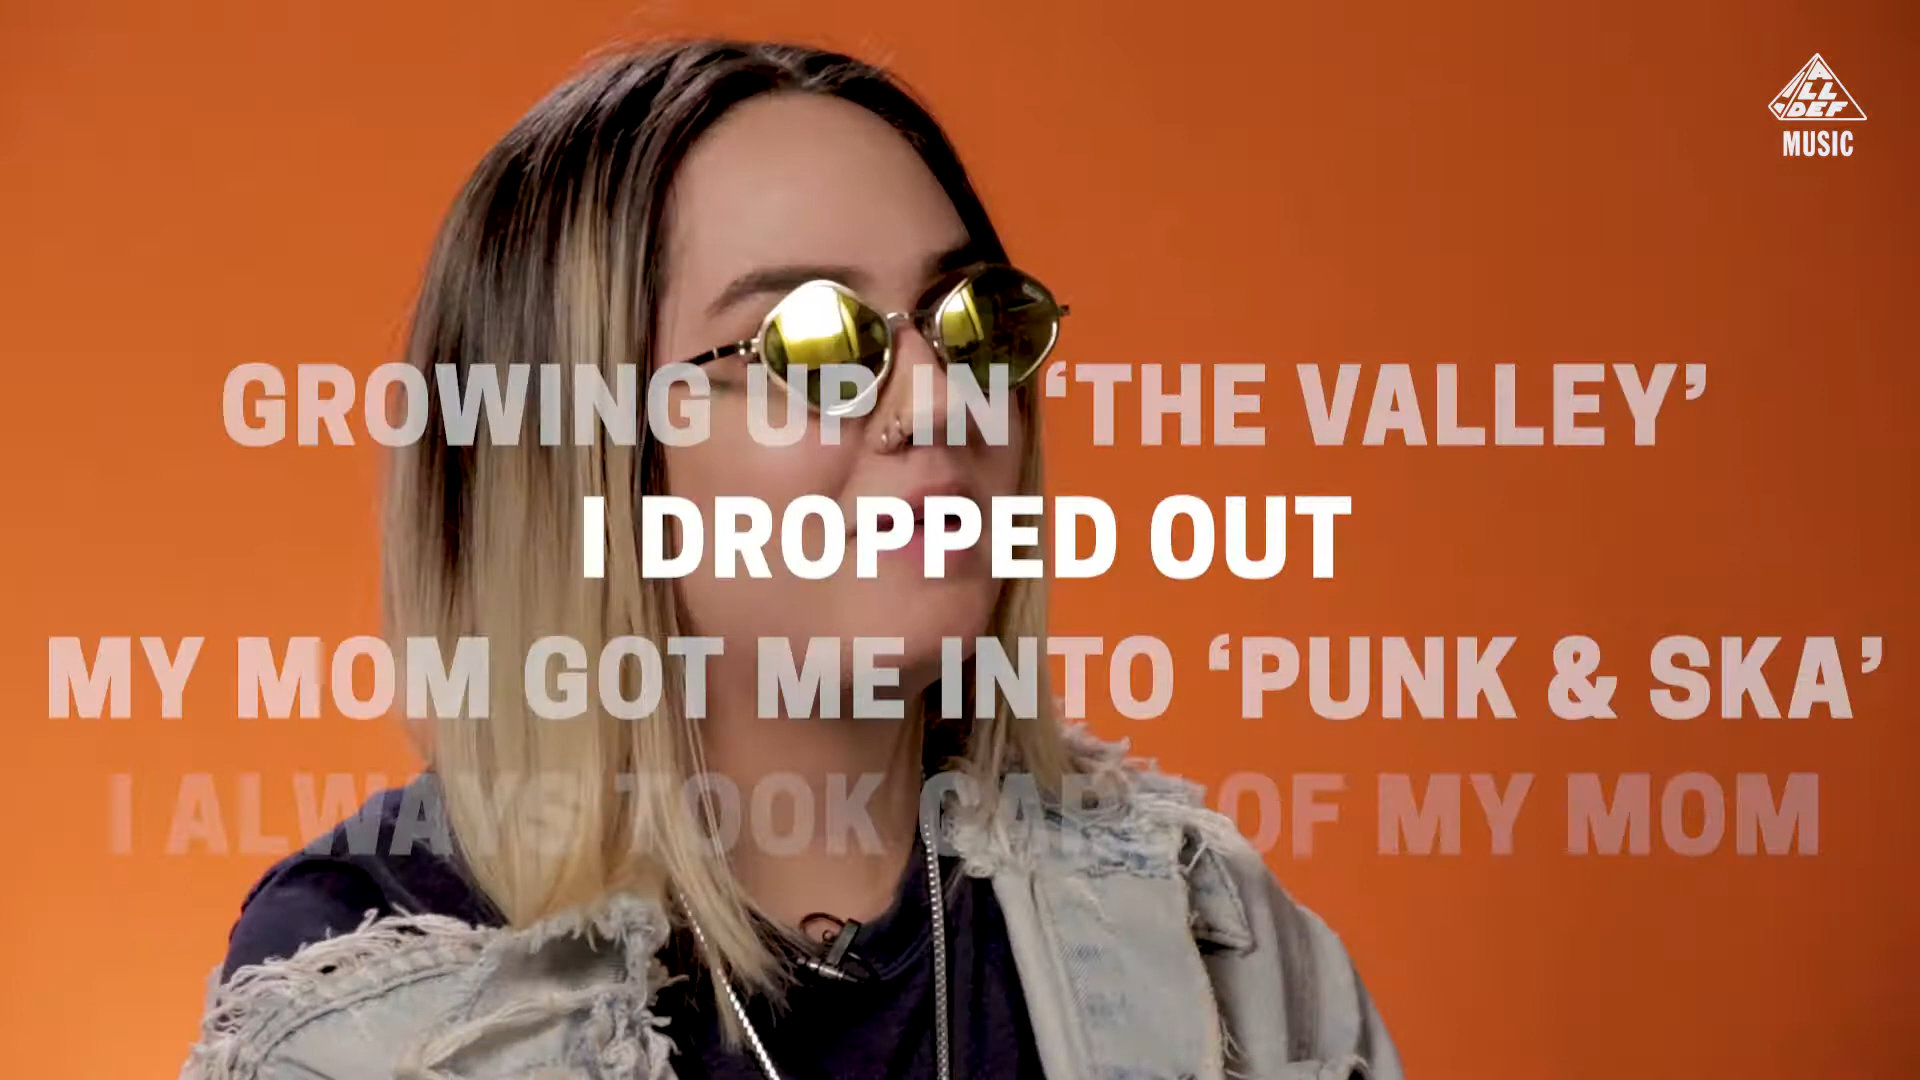 ALL
DEF
MUSIC
GROWING UP IN ‘THE VALLEY’
I DROPPED OUT
MY MOM GOT ME INTO ‘PUNK & SKA’
I ALWAYS TOOK CARE OF MY MOM